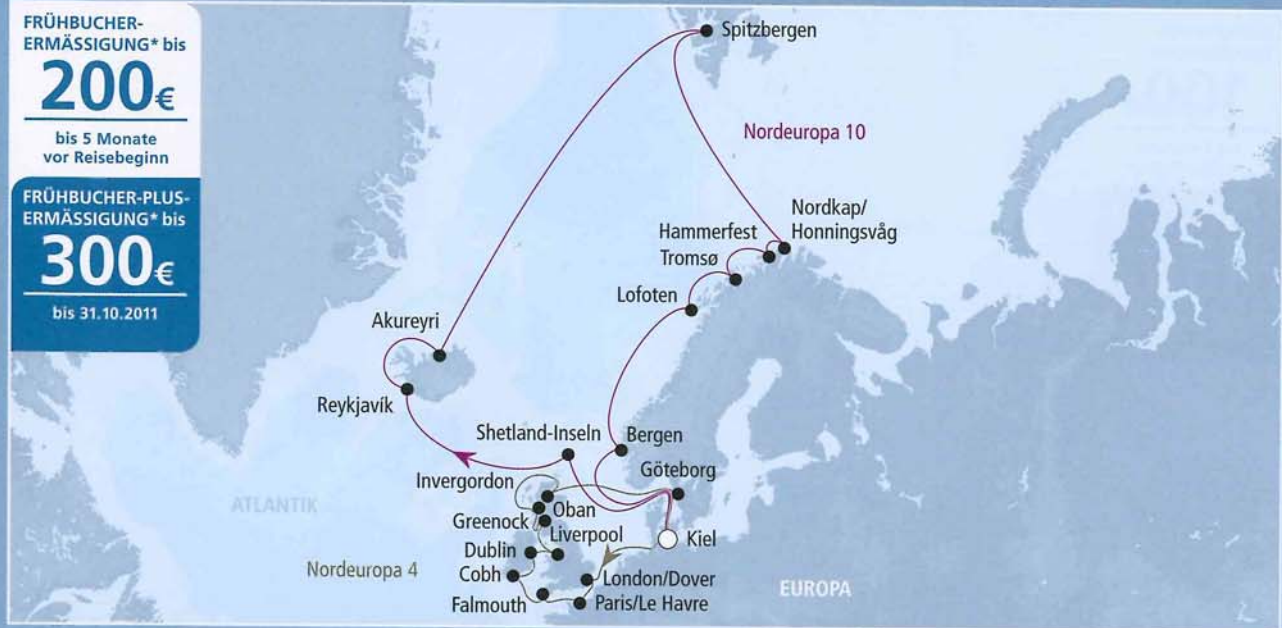 FRÜHBUCHER-
ERMÄSSIGUNG* bis
200€
bis 5 Monate
vor Reisebeginn
FRÜHBUCHER-PLUS-
ERMÄSSIGUNG* bis
300€
bis 31.10.2011
Spitzbergen
Nordeuropa 10
Nordkap/
Honningsvåg
Hammerfest
Tromsø
Lofoten
Akureyri
Reykjavík
Shetland-Inseln
Bergen
Göteborg
Invergordon
ATLANTIK
Oban
Greenock
Liverpool
Kiel
Dublin
Nordeuropa 4
Cobh
London/Dover
EUROPA
Falmouth
Paris/Le Havre